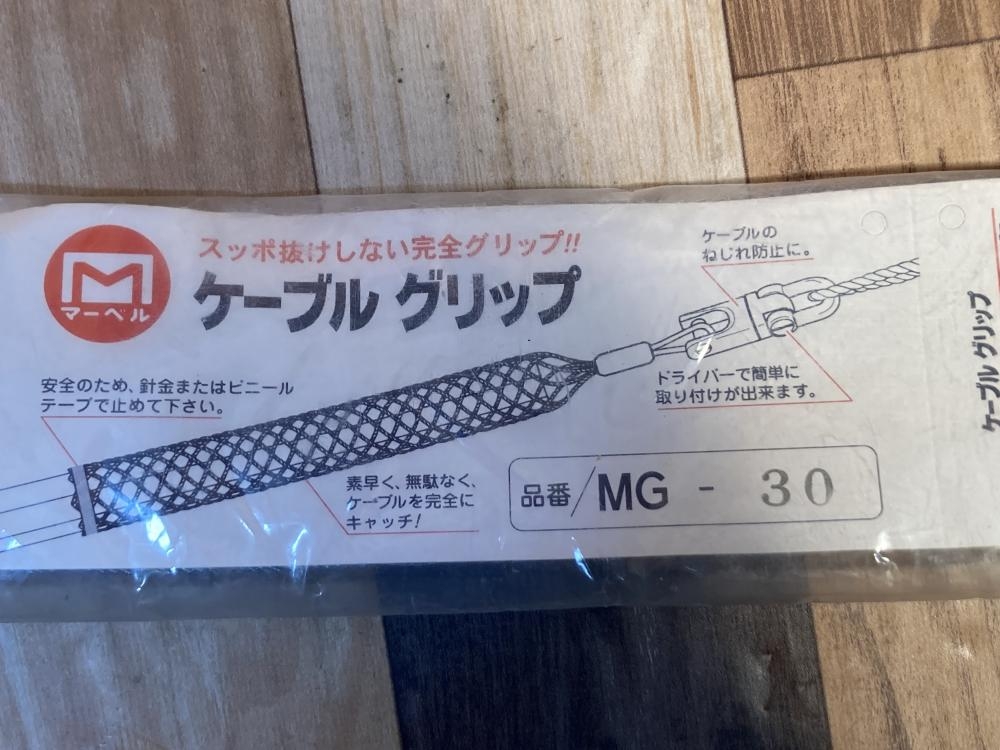 スッポ抜けしない完全グリップ!!
ケーブル グリップ
M
マーベル
ケーブルの
ねじれ防止に。
安全のため、針金またはビニール
テープで止めて下さい。
ドライバーで簡単に
取り付けが出来ます。
素早く、無駄なく、
ケーブルを完全に
キャッチ!
品番/MG - 30
ケーブル グリップ